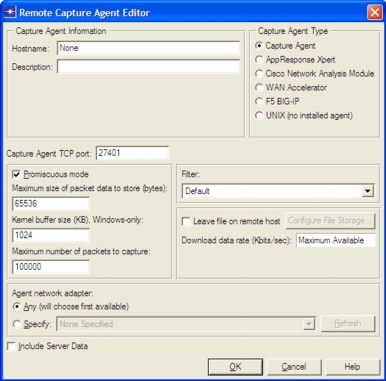 Remote Capture Agent Editor
Capture Agent Information
Hostname: None
Description:
Capture Agent Type
Capture Agent
AppResponse Xpert
Cisco Network Analysis Module
WAN Accelerator
F5 BIG-IP
UNIX (no installed agent)
Capture Agent TCP port: 27401
Promiscuous mode
Maximum size of packet data to store (bytes):
65536
Kernel buffer size (KB), Windows-only:
1024
Maximum number of packets to capture:
100000
Filter:
Default
Leave file on remote host Configure File Storage...
Download data rate (Kbits/sec): Maximum Available
Agent network adapter:
Any (will choose first available)
Specify: None Specified Refresh
Include Server Data
OK Cancel Help